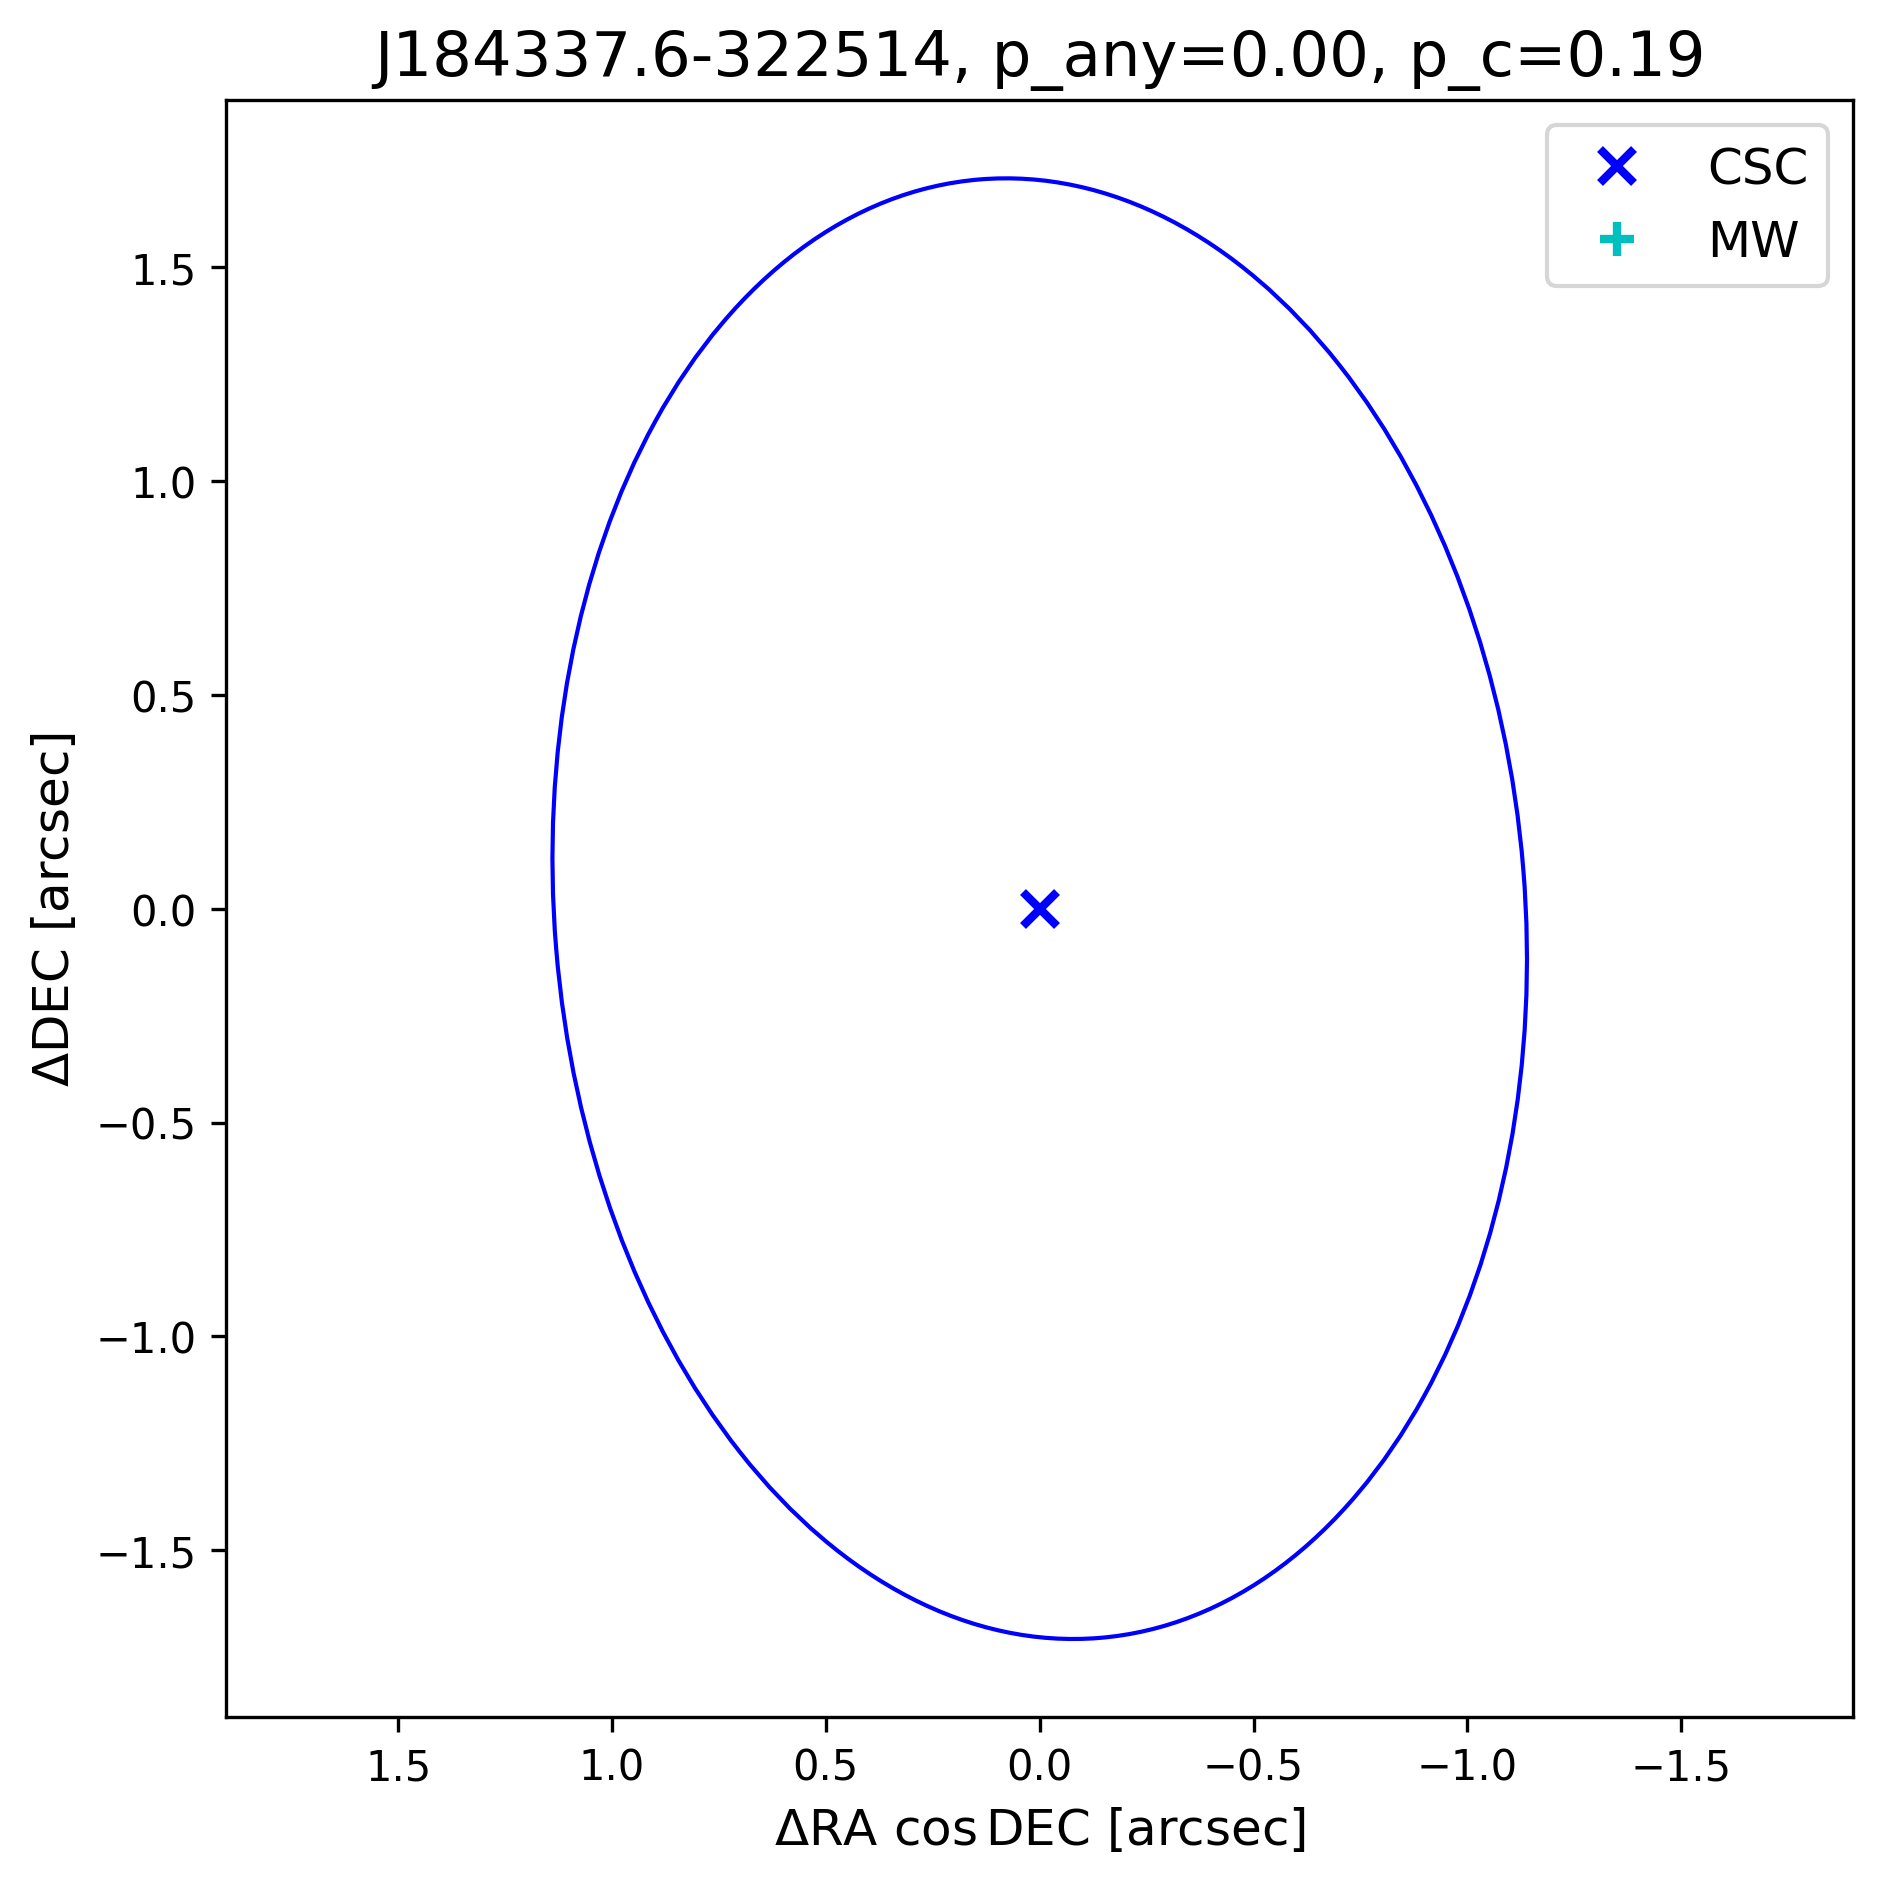 J184337.6-322514, p_any=0.00, p_c=0.19
CSC
MW
1.5
1.0
0.5
0.0
−0.5
−1.0
−1.5
ΔDEC [arcsec]
1.5 1.0 0.5 0.0 −0.5 −1.0 −1.5
ΔRA cos DEC [arcsec]